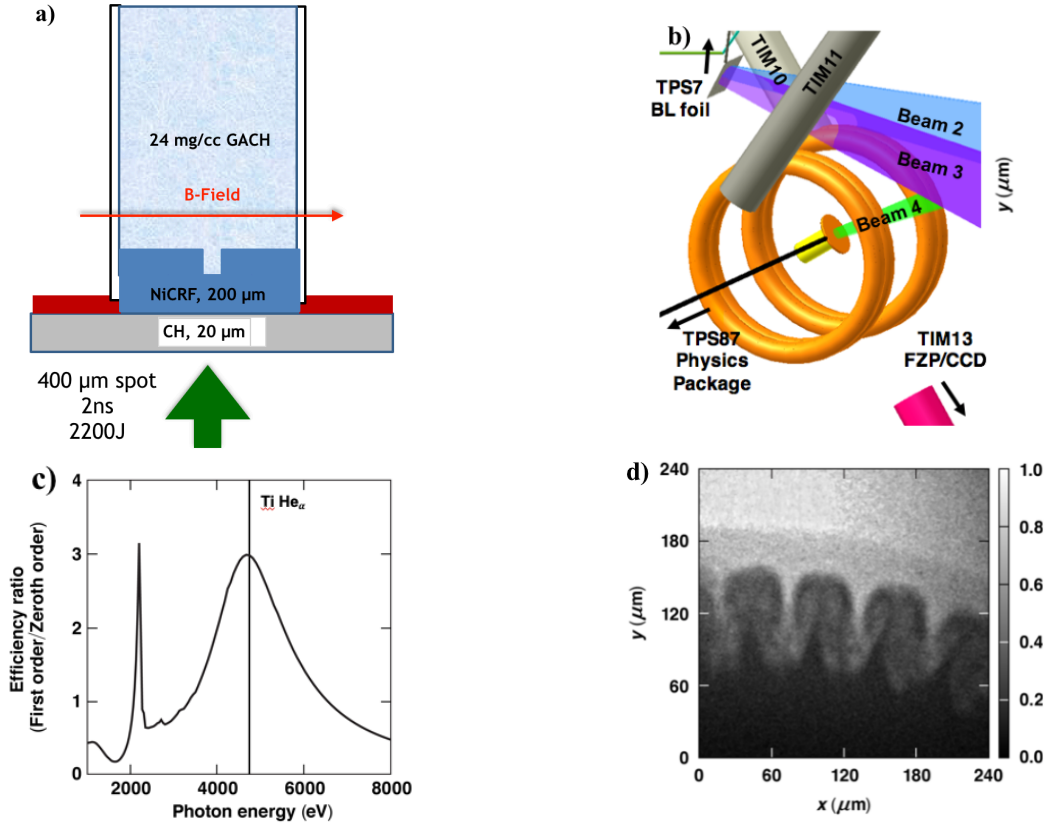 a)
24 mg/cc GACH
B-Field
NiCRF, 200 μm
CH, 20 μm
400 μm spot
2ns
2200J
b)
TIM10
TIM11
TPS7
BL foil
Beam 2
Beam 3
Beam 4
y (μm)
TPS87
Physics
Package
TIM13
FZP/CCD
c)
4
3
2
1
0
Ti Heα
Efficiency ratio
(First order/Zeroth order)
2000 4000 6000 8000
Photon energy (eV)
d)
240
180
120
60
0
y (μm)
0 60 120 180 240
x (μm)
1.0
0.8
0.6
0.4
0.2
0.0